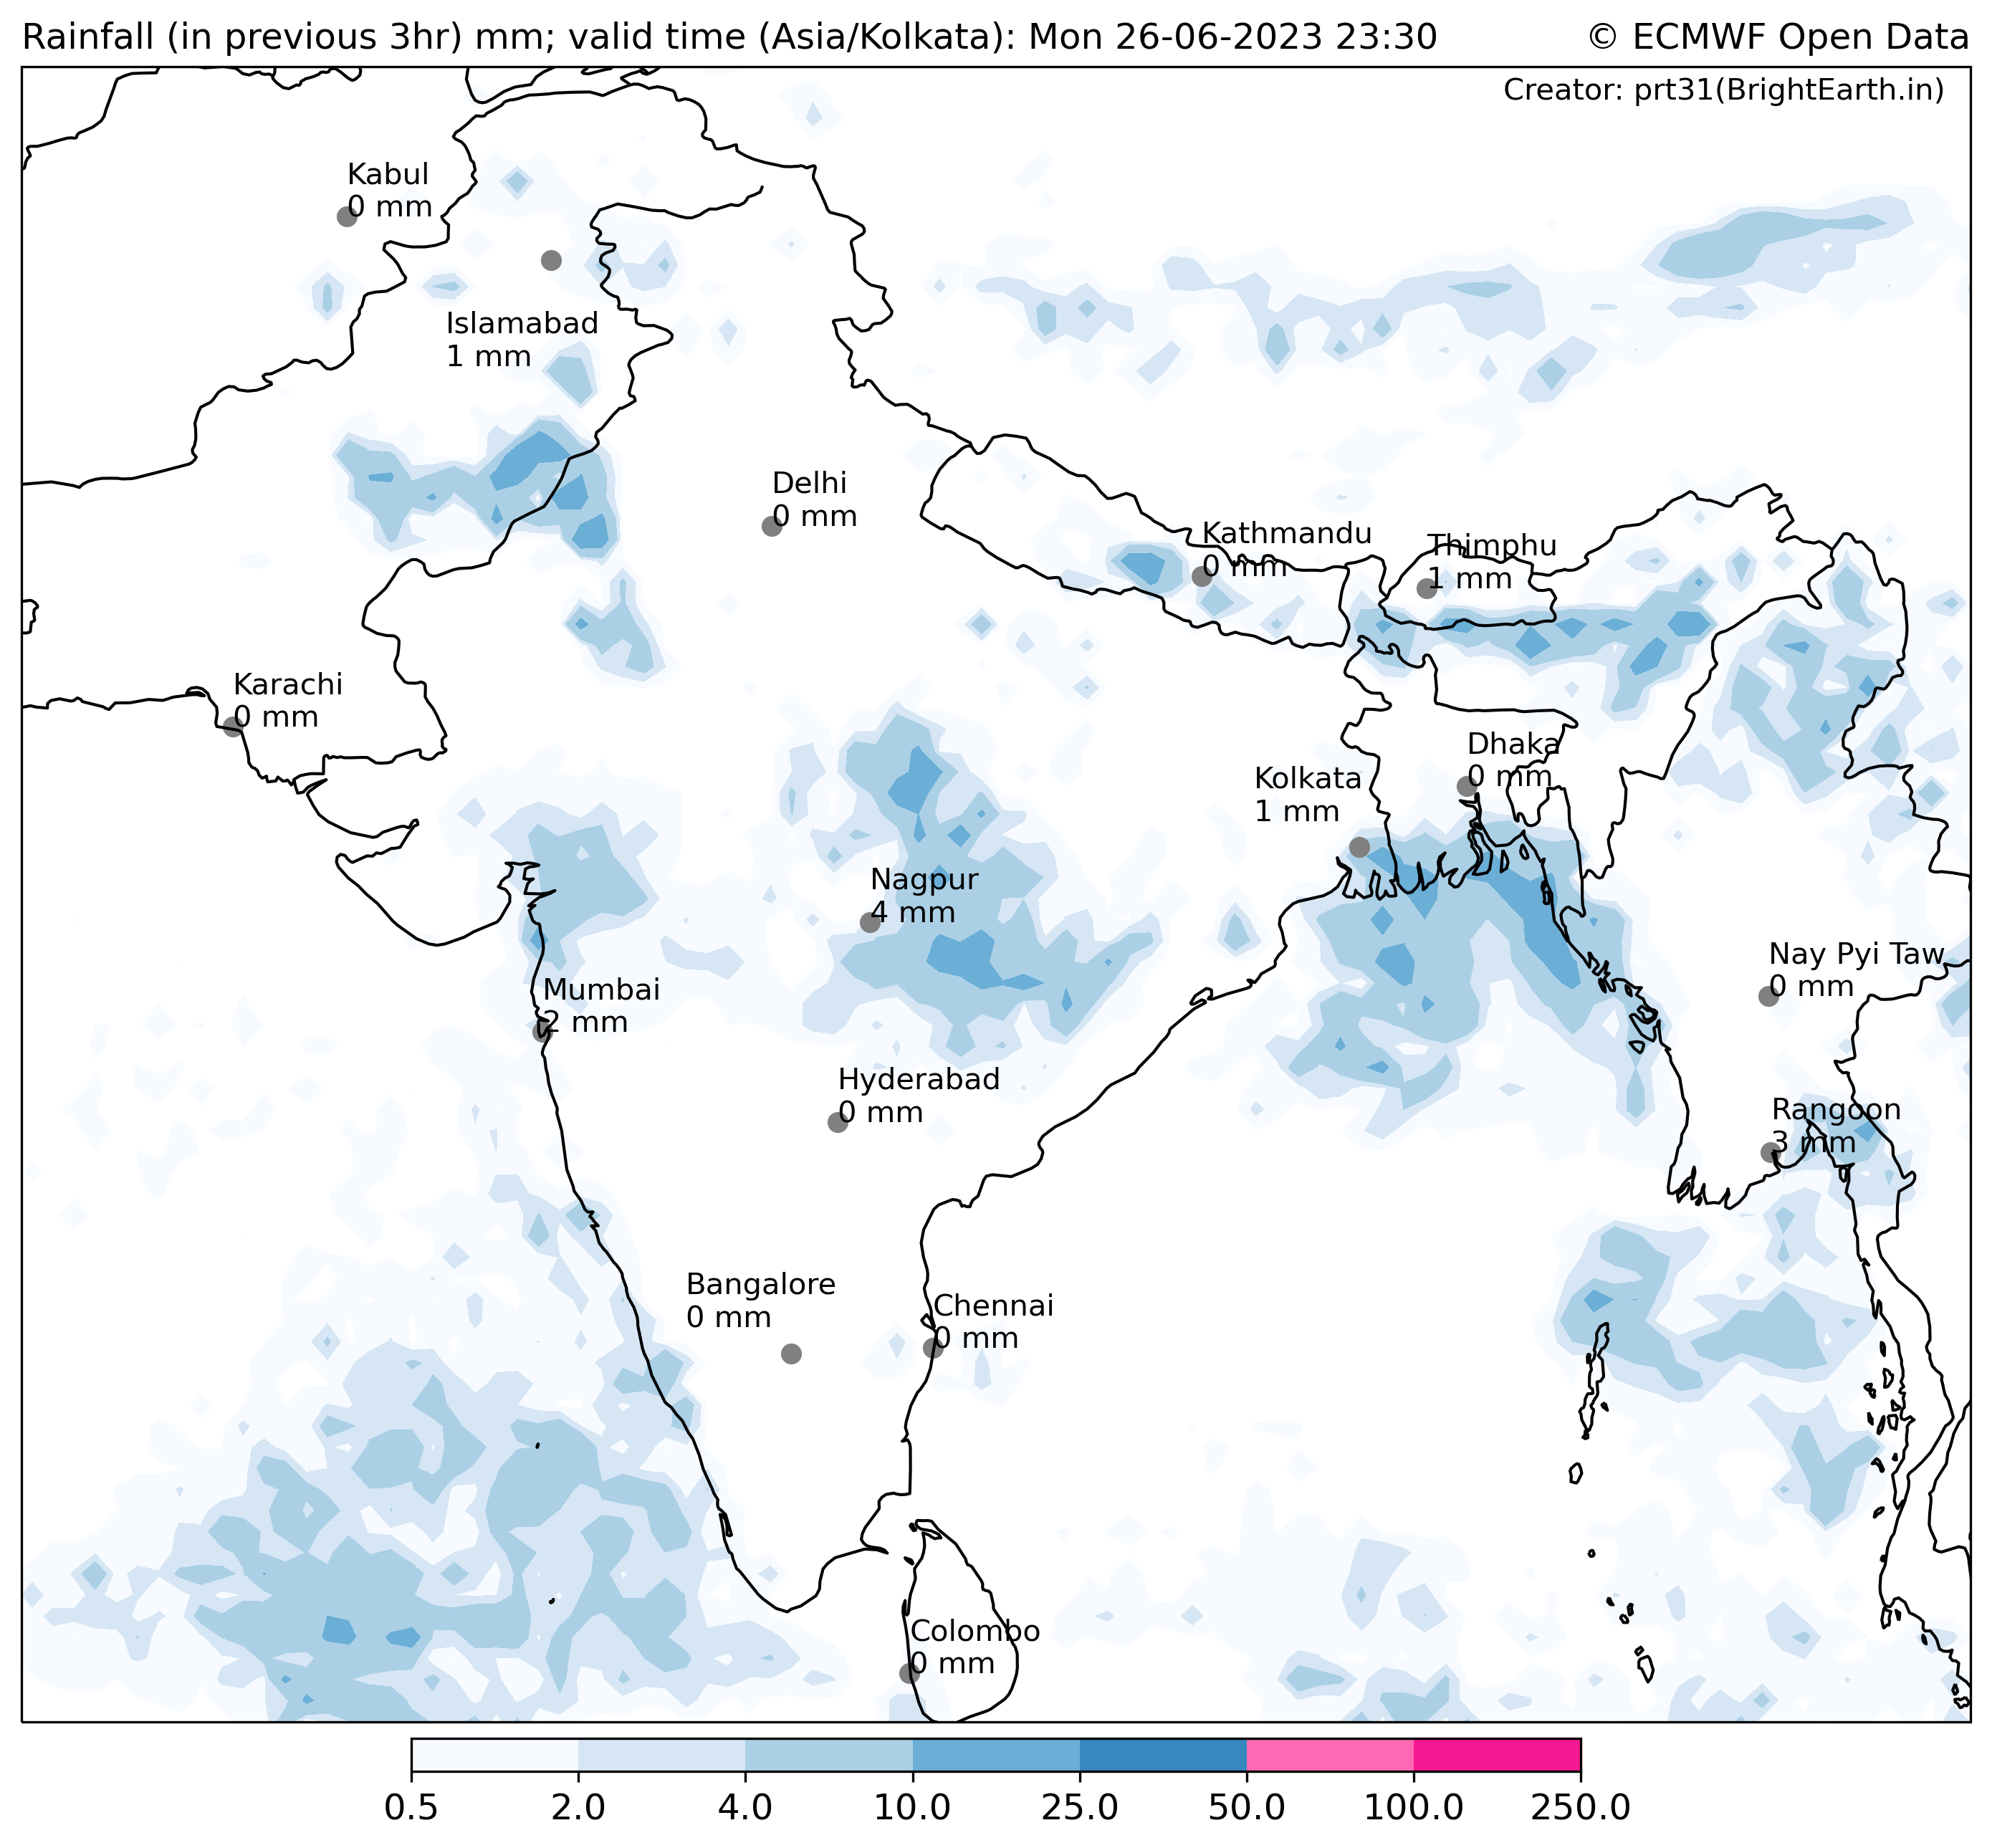 Rainfall (in previous 3hr) mm; valid time (Asia/Kolkata): Mon 26-06-2023 23:30
© ECMWF Open Data
Creator: prt31(BrightEarth.in)
Kabul
0 mm
Islamabad
1 mm
Delhi
0 mm
Kathmandu
0 mm
Thimphu
1 mm
Karachi
0 mm
Dhaka
0 mm
Kolkata
1 mm
Nagpur
4 mm
Nay Pyi Taw
0 mm
Mumbai
2 mm
Hyderabad
0 mm
Rangoon
3 mm
Bangalore
0 mm
Chennai
0 mm
Colombo
0 mm
0.5 2.0 4.0 10.0 25.0 50.0 100.0 250.0